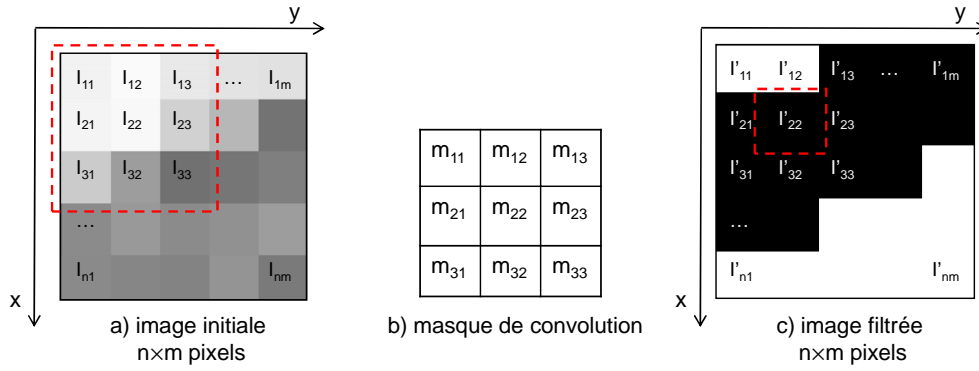 y
x
I11 I12 I13 … I1m
I21 I22 I23
I31 I32 I33
…
In1 Inm
a) image initiale
n×m pixels
m11 m12 m13
m21 m22 m23
m31 m32 m33
b) masque de convolution
y
x
I'11 I'12 I'13 … I'1m
I'21 I'22 I'23
I'31 I'32 I'33
…
I'n1 I'nm
c) image filtrée
n×m pixels